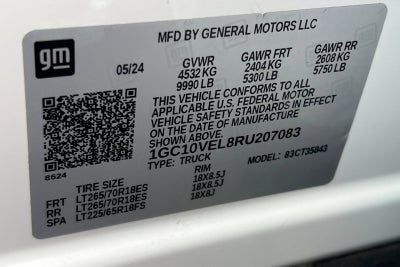 gm
MFD BY GENERAL MOTORS LLC
05/24 GVWR GAWR FRT GAWR RR
4532 KG 2404 KG 2608 KG
9990 LB 5300 LB 5750 LB
THIS VEHICLE CONFORMS TO ALL
APPLICABLE U.S. FEDERAL MOTOR
VEHICLE SAFETY STANDARDS IN EFFECT
ON THE DATE OF MANUFACTURE
SHOWN ABOVE.
1GC10VEL8RU207083
8624 TYPE: TRUCK MODEL: 83CT35843
TIRE SIZE RIM
FRT LT265/70R18ES 18X8.5J
RR LT265/70R18ES 18X8.5J
SP LT225/65R18FS 18X8J